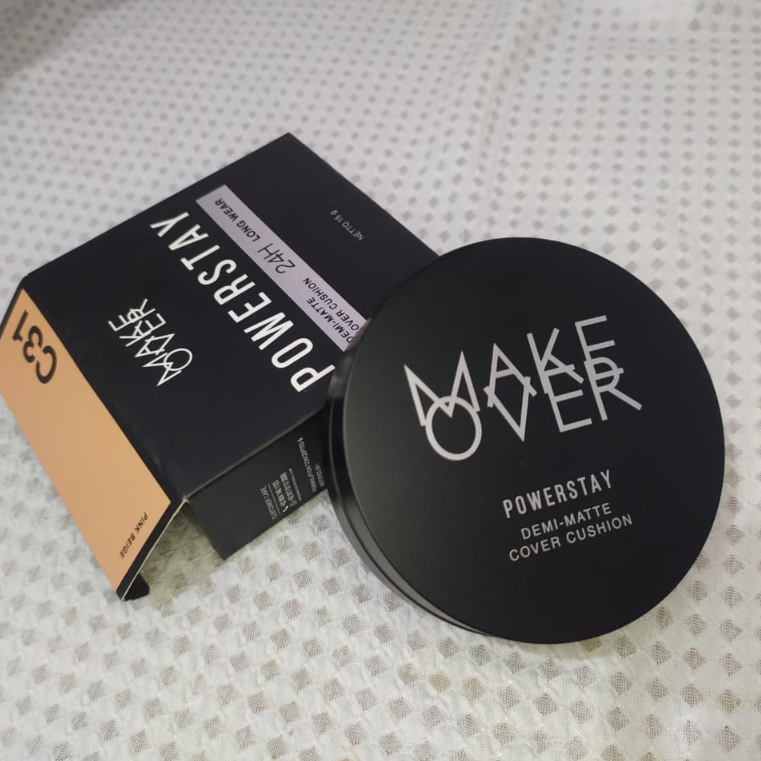 C31
PINK BEIGE
MAKE
OVER
POWERSTAY
DEMI-MATTE
COVER CUSHION
24H LONG WEAR
NETTO 15 g
MAKE
OVER
POWERSTAY
DEMI-MATTE
COVER CUSHION